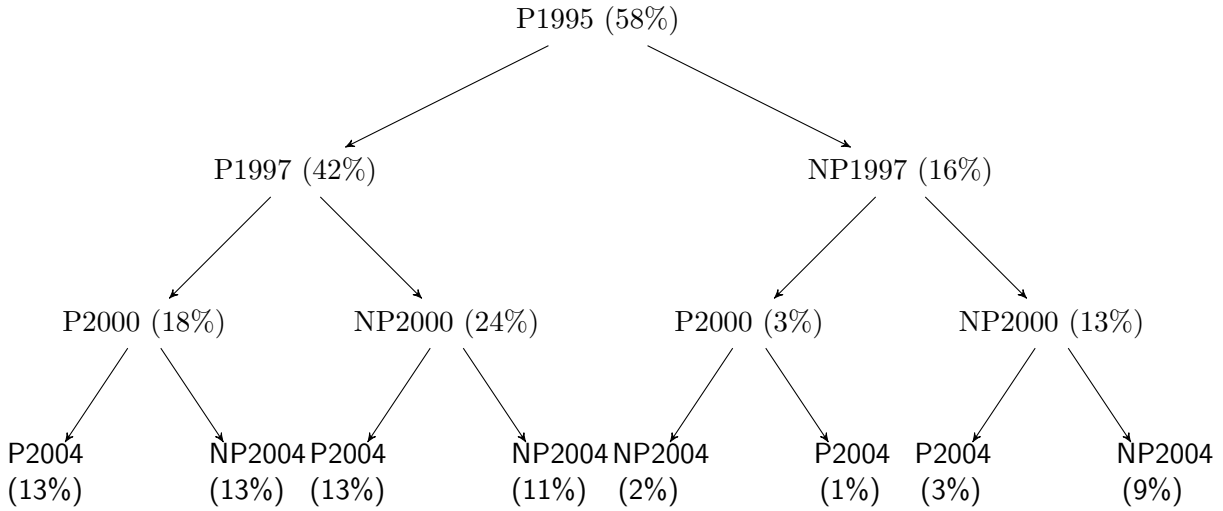 P1995 (58%)
P1997 (42%)
NP1997 (16%)
P2000 (18%)
NP2000 (24%)
P2000 (3%)
NP2000 (13%)
P2004
(13%)
NP2004
(13%)
P2004
(13%)
NP2004
(11%)
NP2004
(2%)
P2004
(1%)
P2004
(3%)
NP2004
(9%)